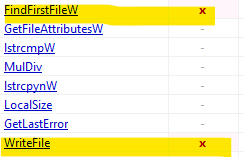 FindFirstFileW x
GetFileAttributesW -
lstrcmpW -
MulDiv -
lstrcpynW -
LocalSize -
GetLastError -
WriteFile x